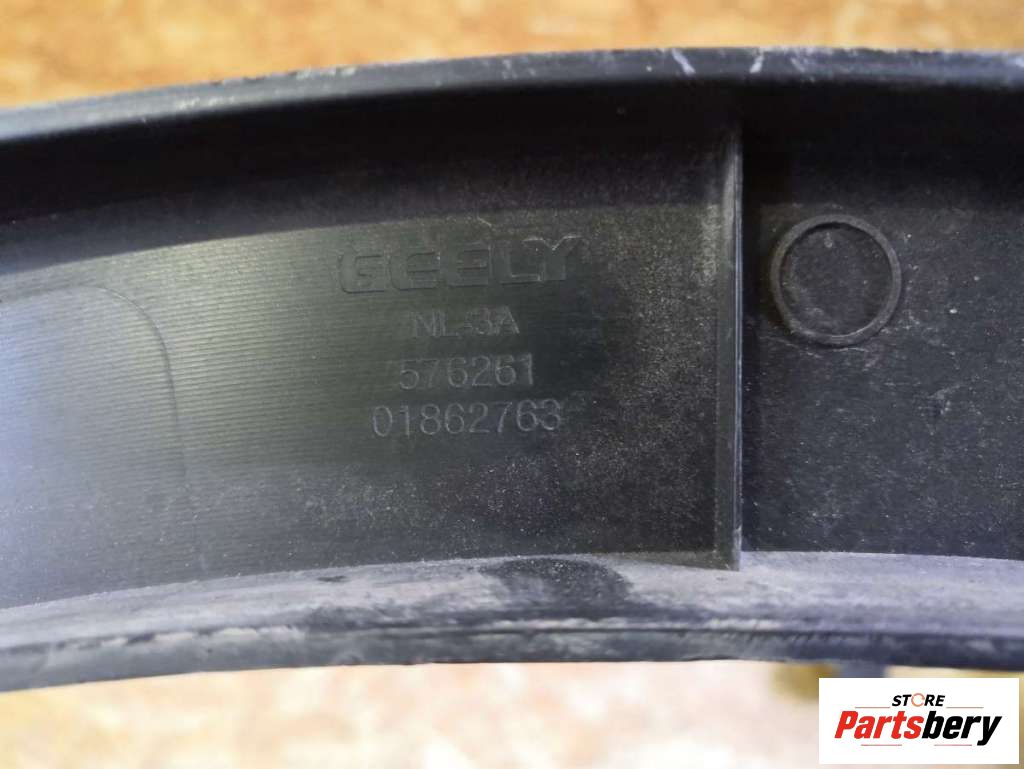 GEELY
NL-3A
576261
01862763
STORE
Partsbery